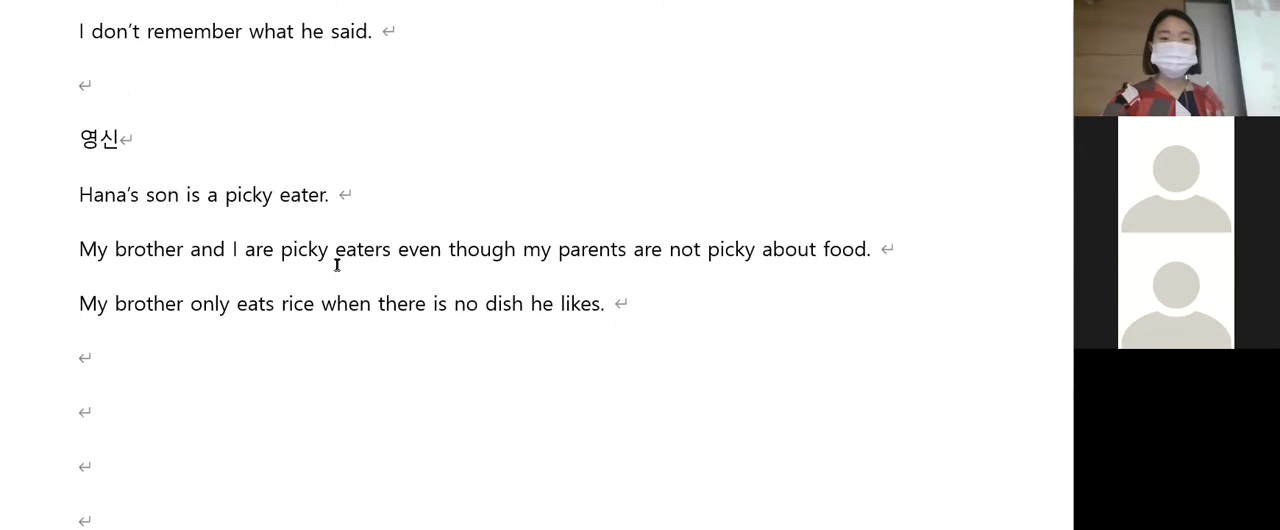 I don't remember what he said.
영신
Hana's son is a picky eater.
My brother and I are picky eaters even though my parents are not picky about food.
My brother only eats rice when there is no dish he likes.